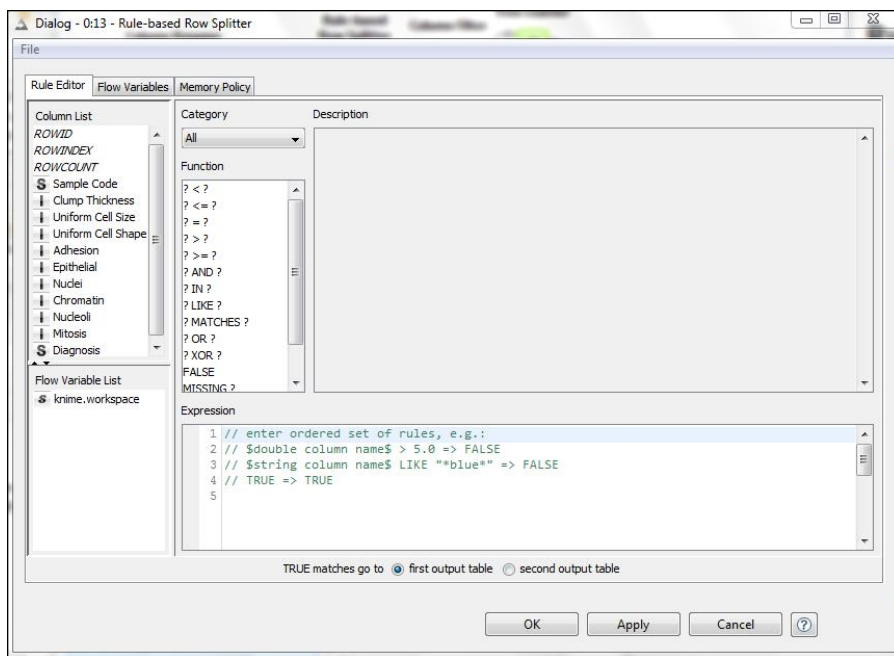 Dialog - 0:13 - Rule-based Row Splitter
File
Rule Editor
Flow Variables
Memory Policy
Column List
ROWID
ROWINDEX
ROWCOUNT
S Sample Code
I Clump Thickness
I Uniform Cell Size
I Uniform Cell Shape
I Adhesion
I Epithelial
I Nuclei
I Chromatin
I Nucleoli
I Mitosis
S Diagnosis
Flow Variable List
s knime.workspace
Category
All
Function
? < ?
? <= ?
? = ?
? > ?
? >= ?
? AND ?
? IN ?
? LIKE ?
? MATCHES ?
? OR ?
? XOR ?
FALSE
MISSING ?
Description
Expression
1 // enter ordered set of rules, e.g.:
2 // $double column name$ > 5.0 => FALSE
3 // $string column name$ LIKE "*blue*" => FALSE
4 // TRUE => TRUE
5
TRUE matches go to first output table second output table
OK Apply Cancel ?